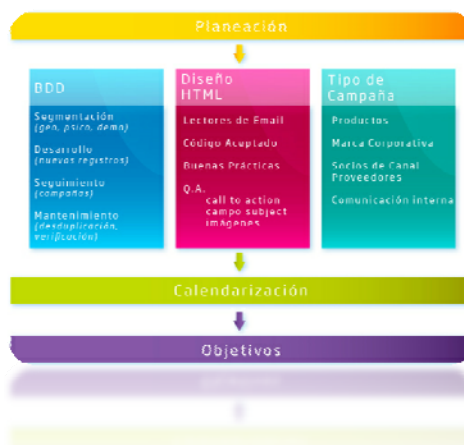 Planeación
BDD
Segmentación
(geo, psico, demo)
Desarrollo
(nuevos registros)
Seguimiento
(campañas)
Mantenimiento
(desduplicación,
verificación)
Diseño
HTML
Lectores de Email
Código Aceptado
Buenas Prácticas
Q.A.
call to action
campo subject
imágenes
Tipo de
Campaña
Productos
Marca Corporativa
Socios de Canal
Proveedores
Comunicación interna
Calendarización
Objetivos